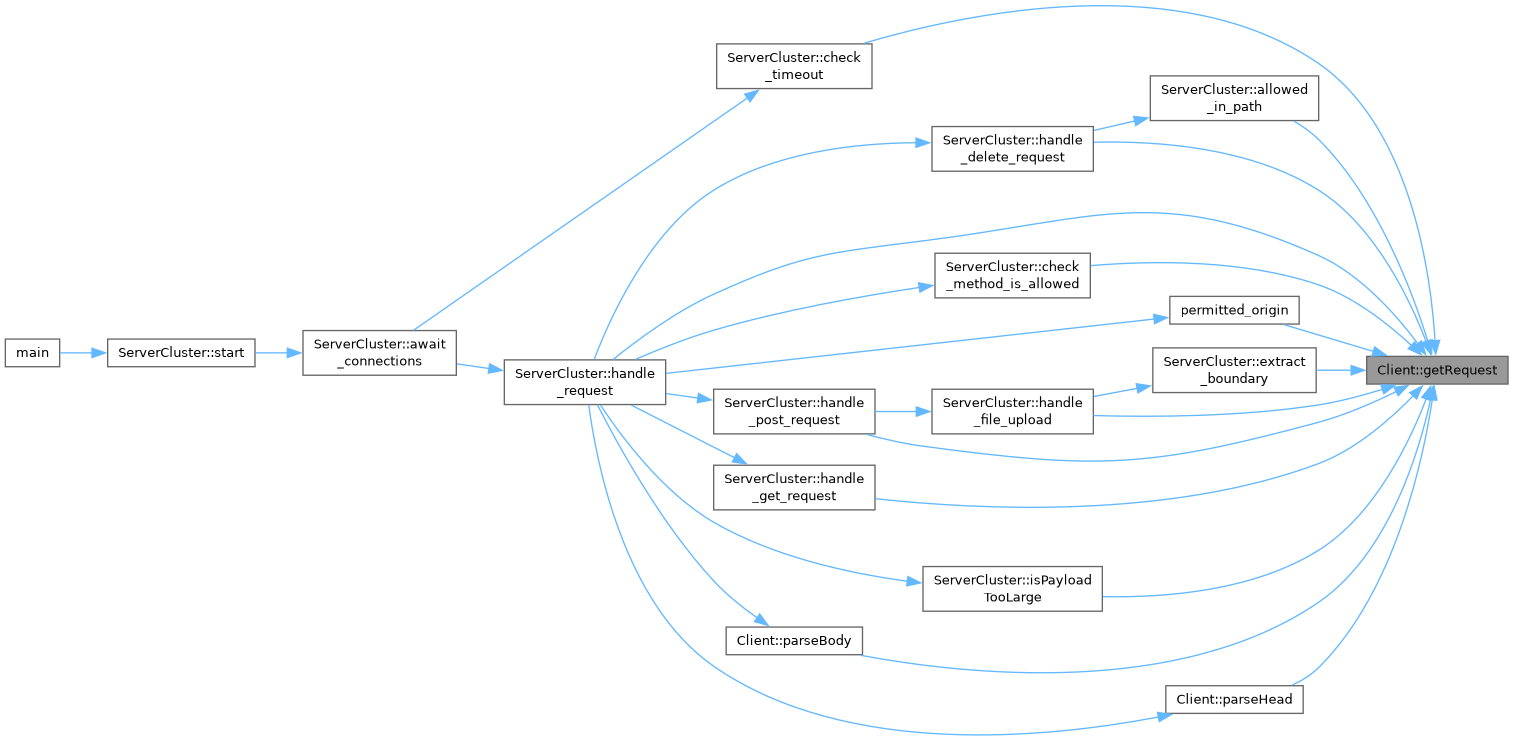 ServerCluster::check
_timeout
ServerCluster::allowed
_in_path
ServerCluster::handle
_delete_request
ServerCluster::check
_method_is_allowed
permitted_origin
main
ServerCluster::start
ServerCluster::await
_connections
ServerCluster::handle
_request
ServerCluster::extract
_boundary
Client::getRequest
ServerCluster::handle
_post_request
ServerCluster::handle
_file_upload
ServerCluster::handle
_get_request
ServerCluster::isPayload
TooLarge
Client::parseBody
Client::parseHead